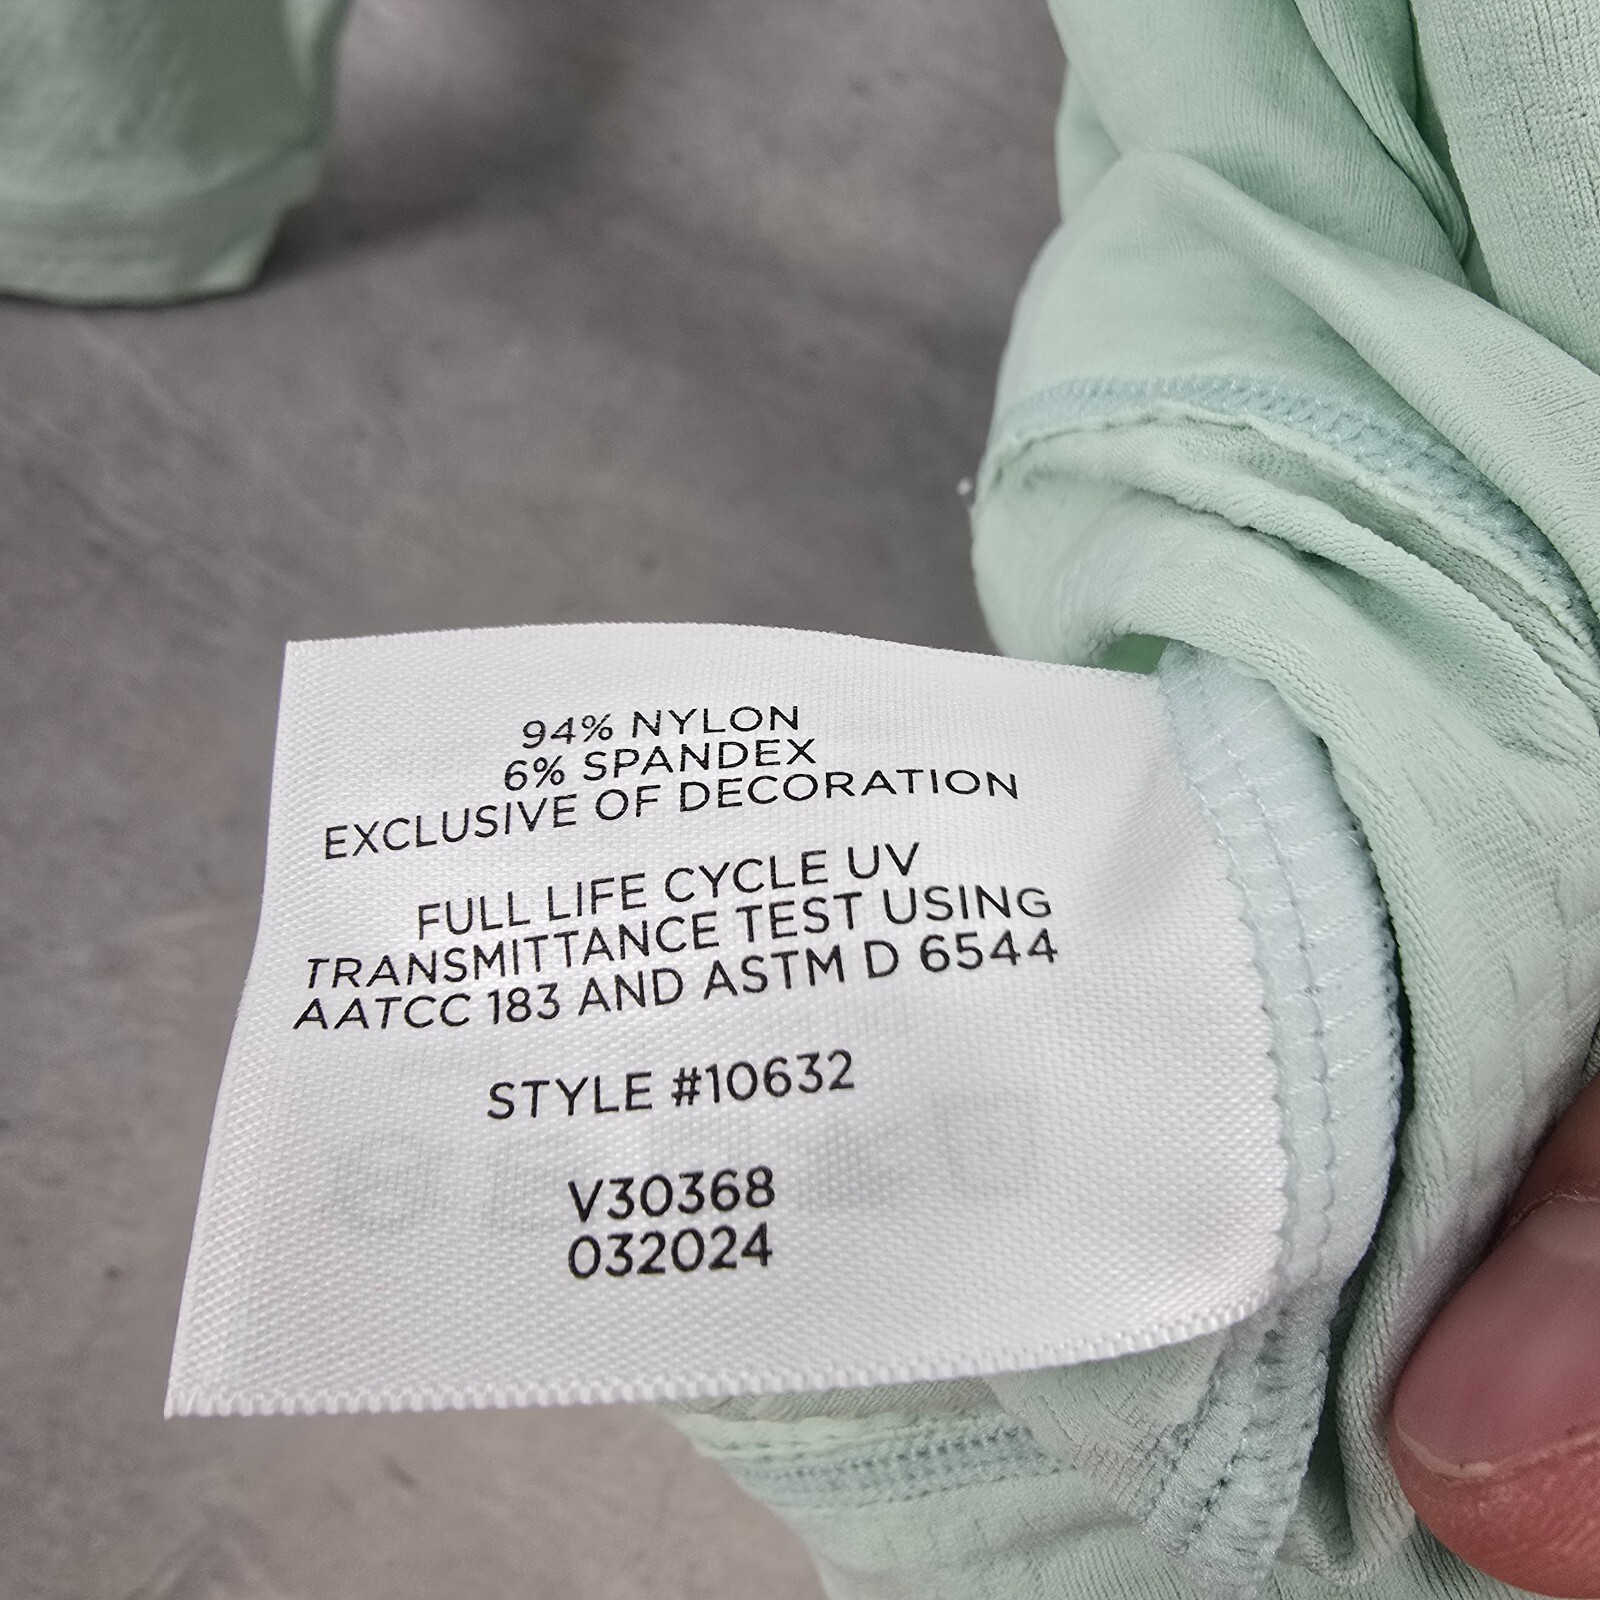 94% NYLON
6% SPANDEX
EXCLUSIVE OF DECORATION
FULL LIFE CYCLE UV
TRANSMITTANCE TEST USING
AATCC 183 AND ASTM D 6544
STYLE #10632
V30368
032024